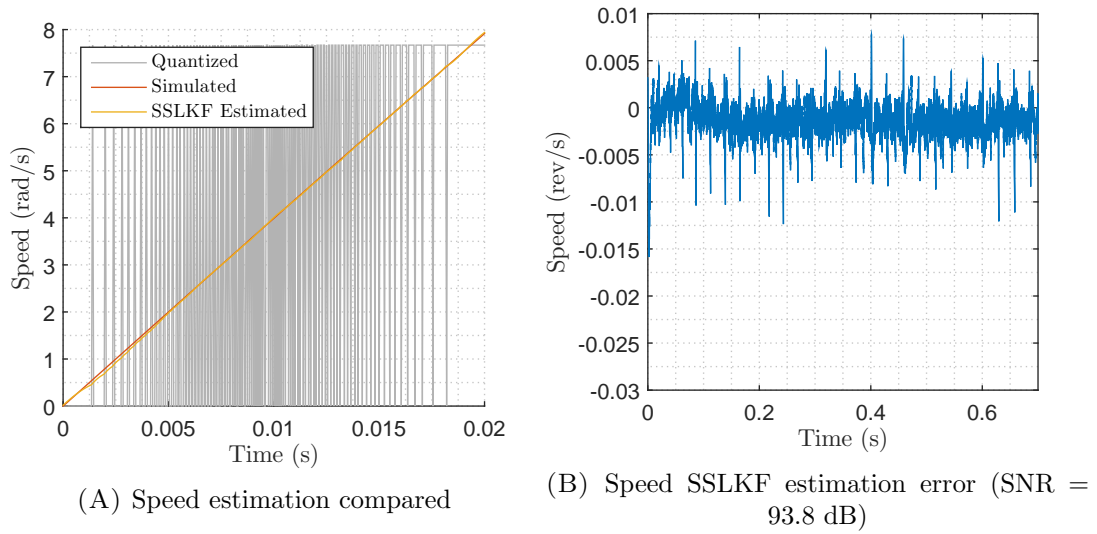 8
7
6
5
4
3
2
1
0
Speed (rad/s)
Quantized
Simulated
SSLKF Estimated
0 0.005 0.01 0.015 0.02
Time (s)
(A) Speed estimation compared
0.01
0.005
0
-0.005
-0.01
-0.015
-0.02
-0.025
-0.03
Speed (rev/s)
0 0.2 0.4 0.6
Time (s)
(B) Speed SSLKF estimation error (SNR =
93.8 dB)